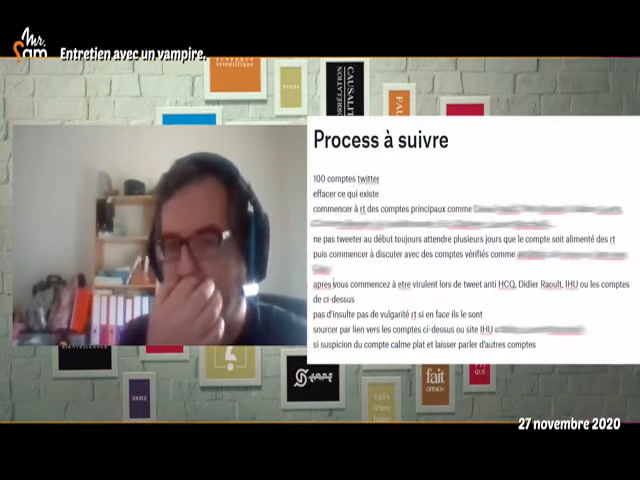 Mr.
Sam
Entretien avec un vampire.
scientifique
CAUSALITÉ
Process à suivre
100 comptes twitter
effacer ce qui existe
commencer à rt des comptes principaux comme
ne pas tweeter au début toujours attendre plusieurs jours que le compte soit alimenté des rt
puis commencer à discuter avec des comptes vérifiés comme
apres vous commencez à etre virulent lors de tweet anti HCQ, Didier Raoult, IHU ou les comptes
de ci-dessus
pas d'insulte pas de vulgarité rt si en face ils le sont
sourcer par lien vers les comptes ci-dessus ou site IHU
si suspicion du compte calme plat et laisser parler d'autres comptes
BIENVEILLANCE
SOURCE
fait
OPINION
27 novembre 2020